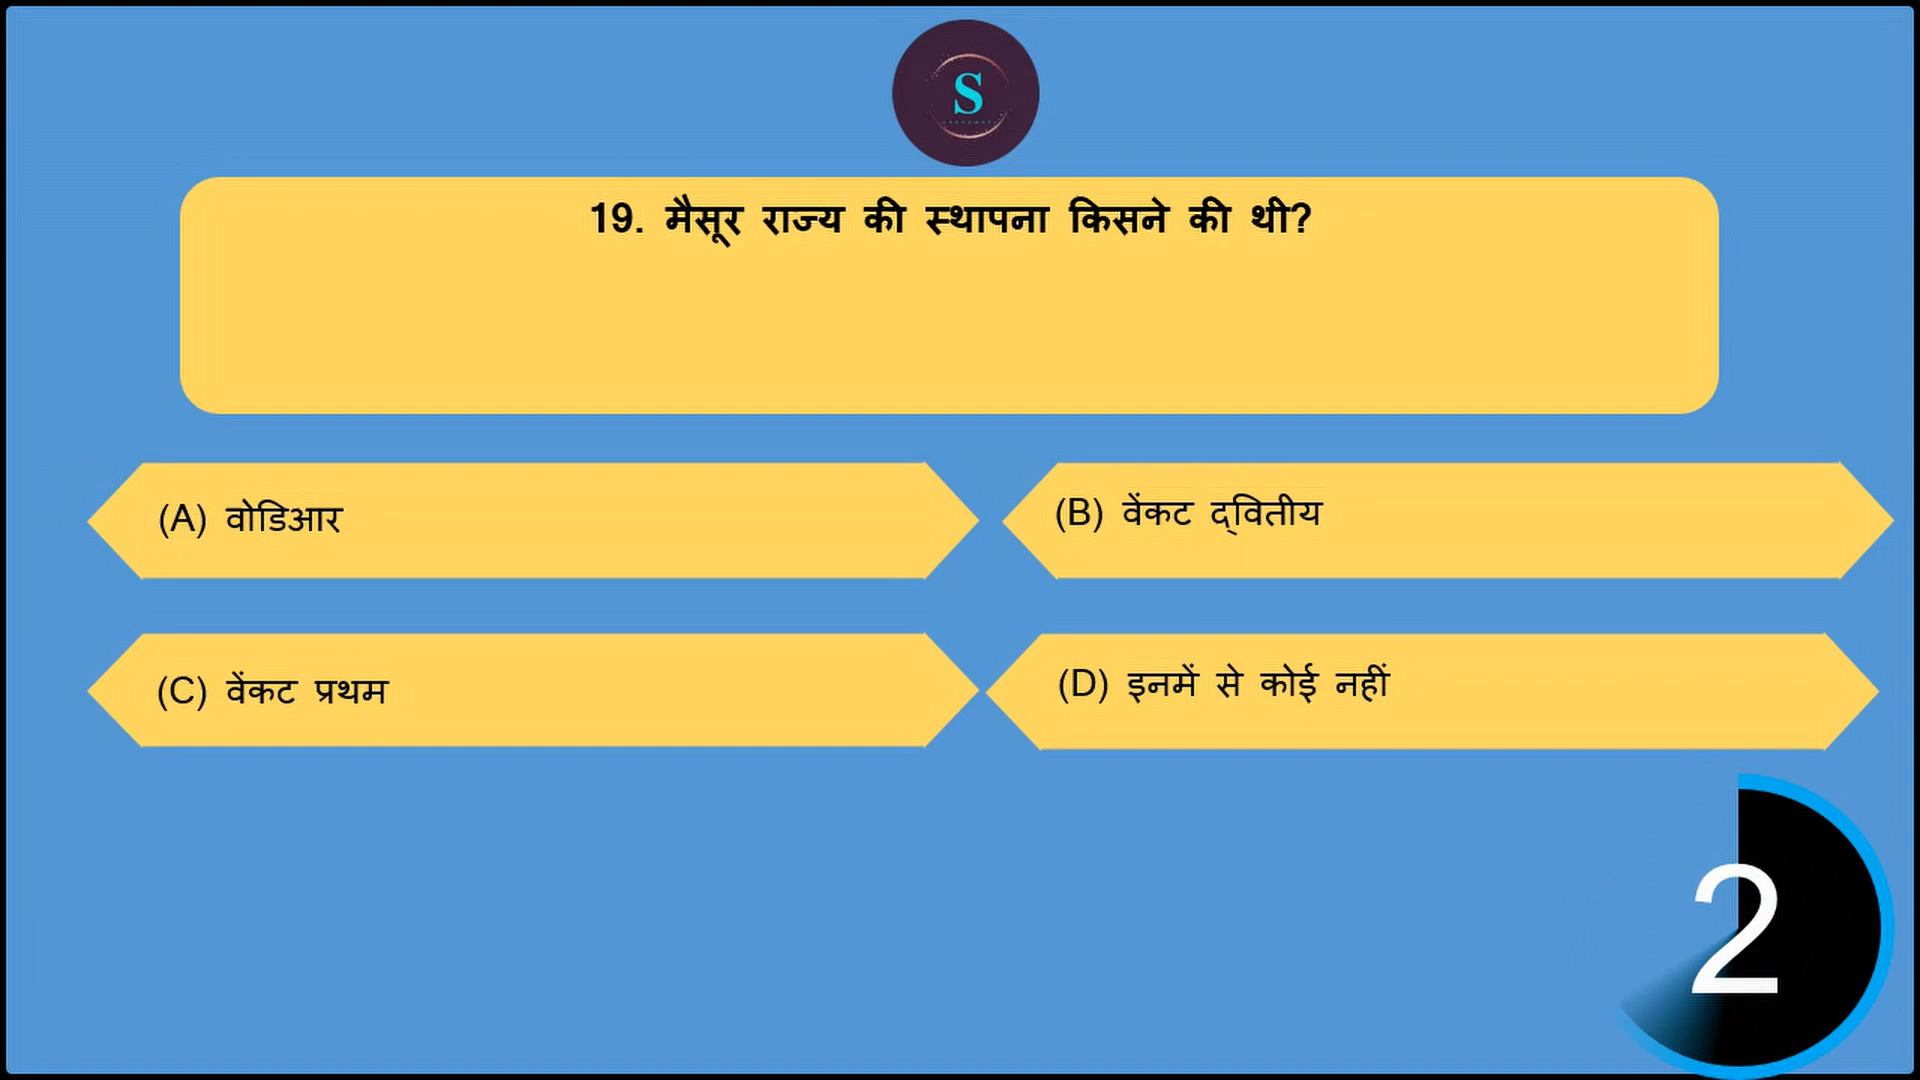 S
19. मैसूर राज्य की स्थापना किसने की थी?
(A) वोडिआर
(B) वेंकट द्वितीय
(C) वेंकट प्रथम
(D) इनमें से कोई नहीं
2